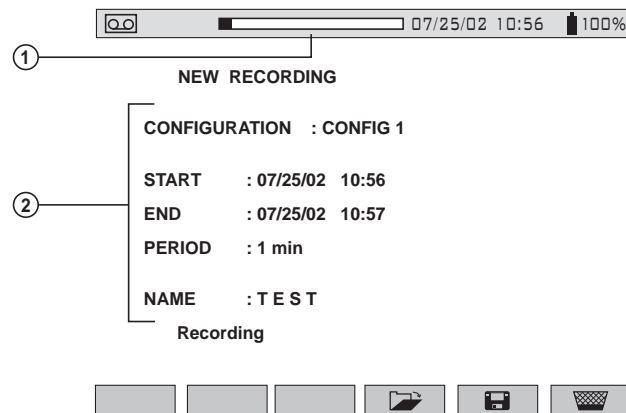 07/25/02 10:56 100%
1
NEW RECORDING
CONFIGURATION : CONFIG 1
START : 07/25/02 10:56
2
END : 07/25/02 10:57
PERIOD : 1 min
NAME : T E S T
Recording